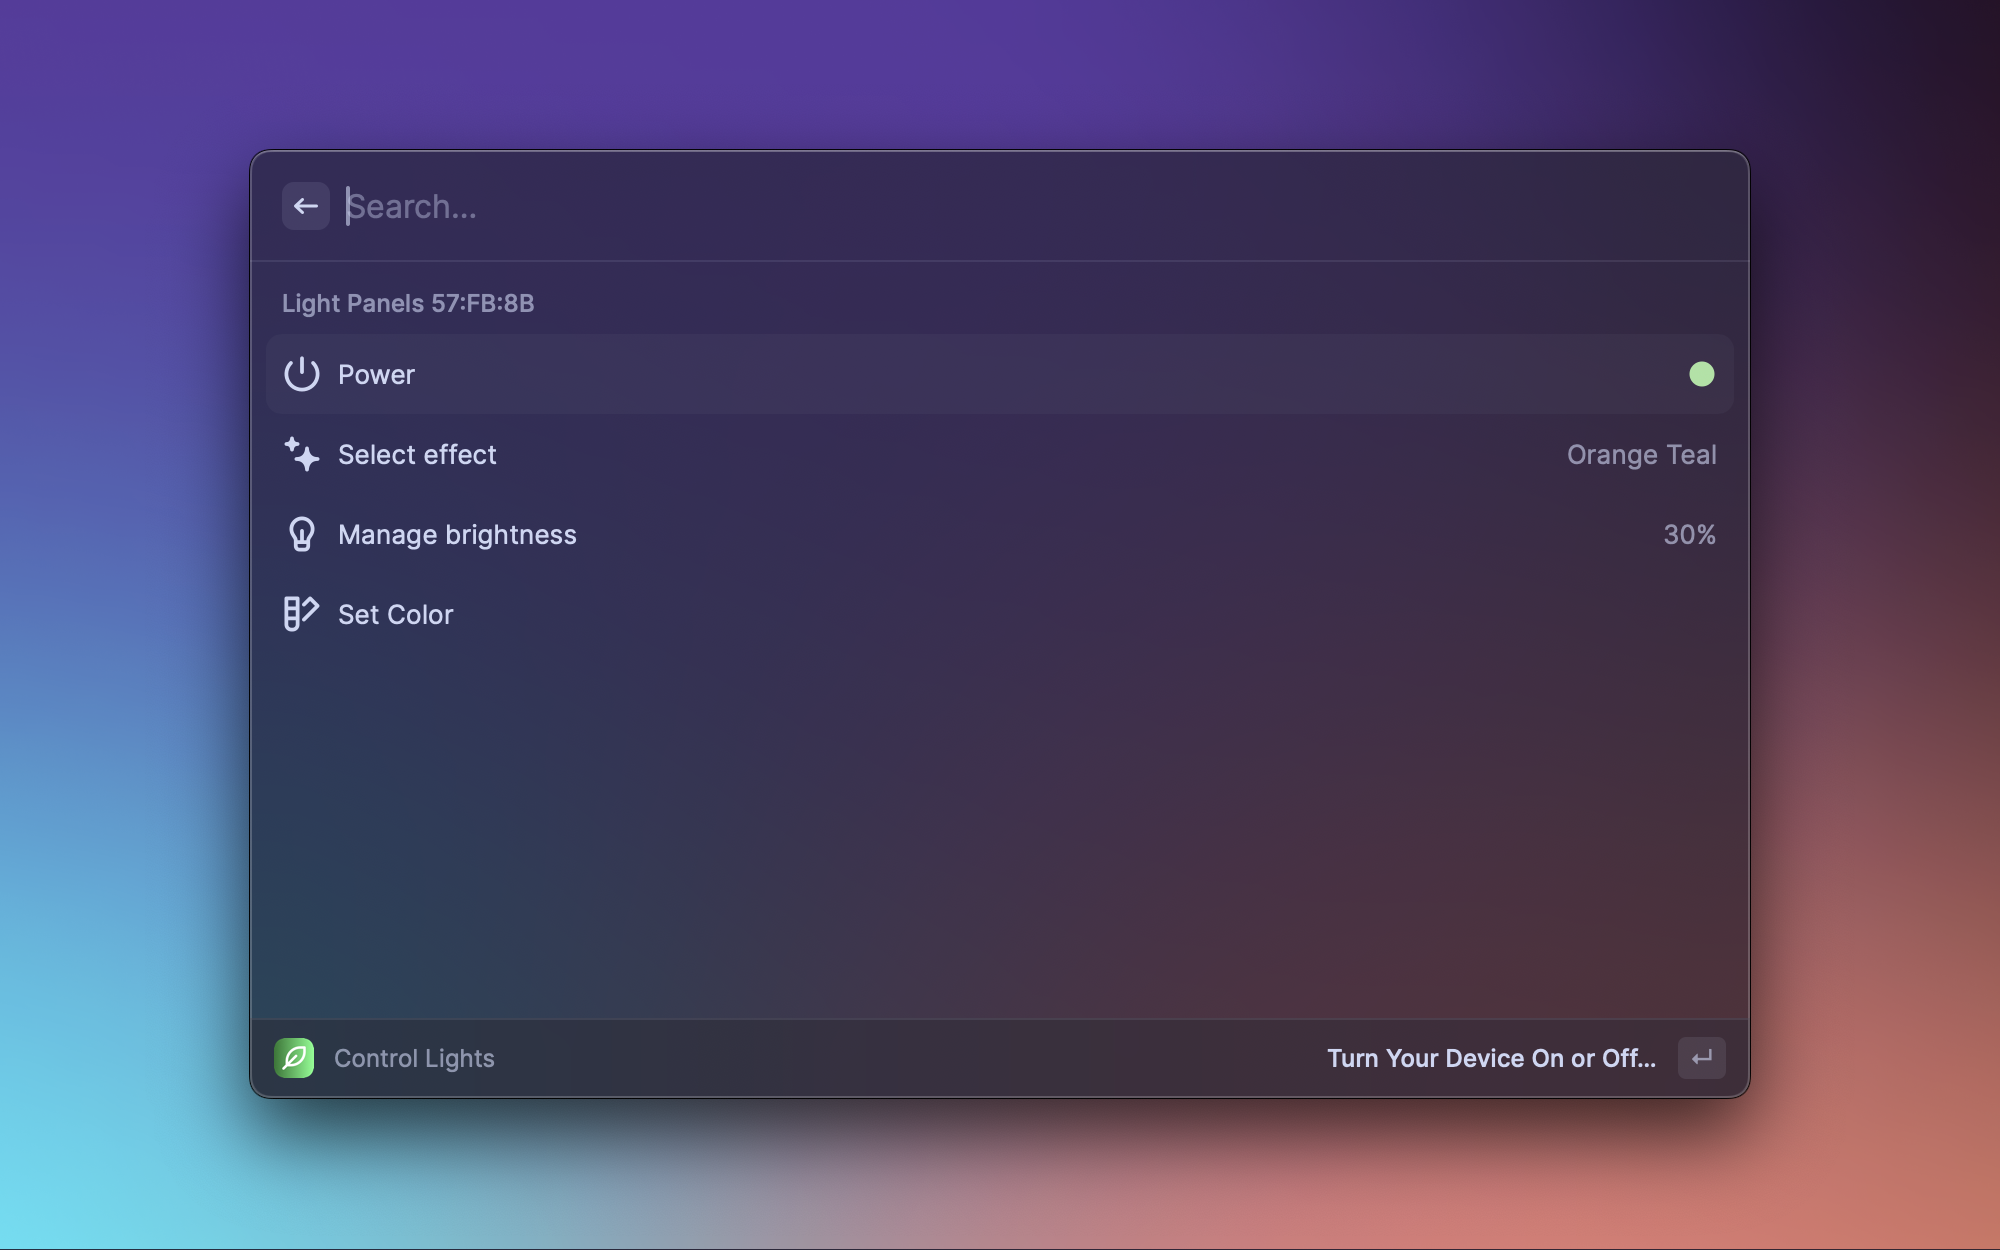 Search...
Light Panels 57:FB:8B
Power
Select effect
Orange Teal
Manage brightness
30%
Set Color
Control Lights
Turn Your Device On or Off...